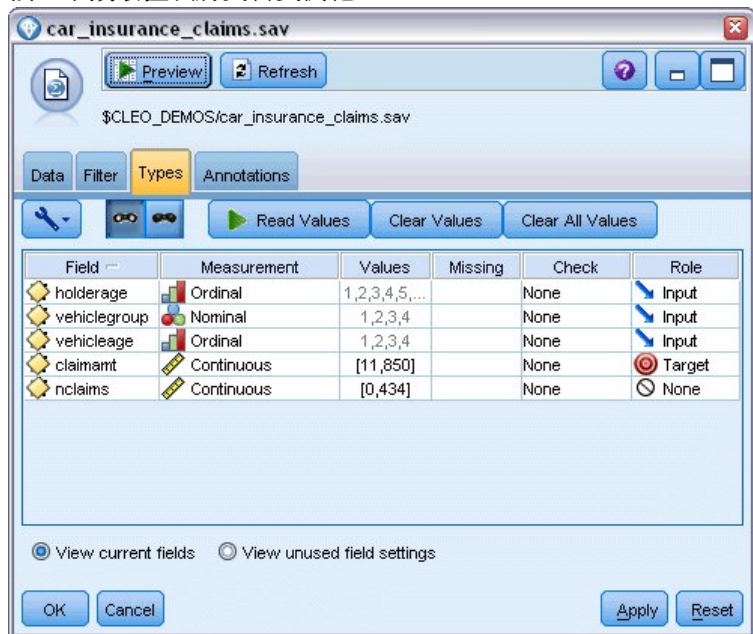 car_insurance_claims.sav
Preview Refresh
$CLEO_DEMOS/car_insurance_claims.sav
Data Filter Types Annotations
Read Values Clear Values Clear All Values
Field Measurement Values Missing Check Role
holderage Ordinal 1,2,3,4,5,... None Input
vehiclegroup Nominal 1,2,3,4 None Input
vehicleage Ordinal 1,2,3,4 None Input
claimamt Continuous [11,850] None Target
nclaims Continuous [0,434] None None
View current fields View unused field settings
OK Cancel Apply Reset